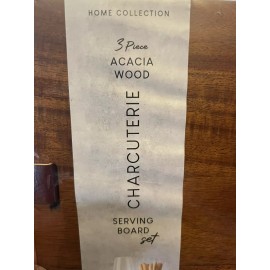 HOME COLLECTION
3 Piece
ACACIA
WOOD
CHARCUTERIE
SERVING
BOARD
set